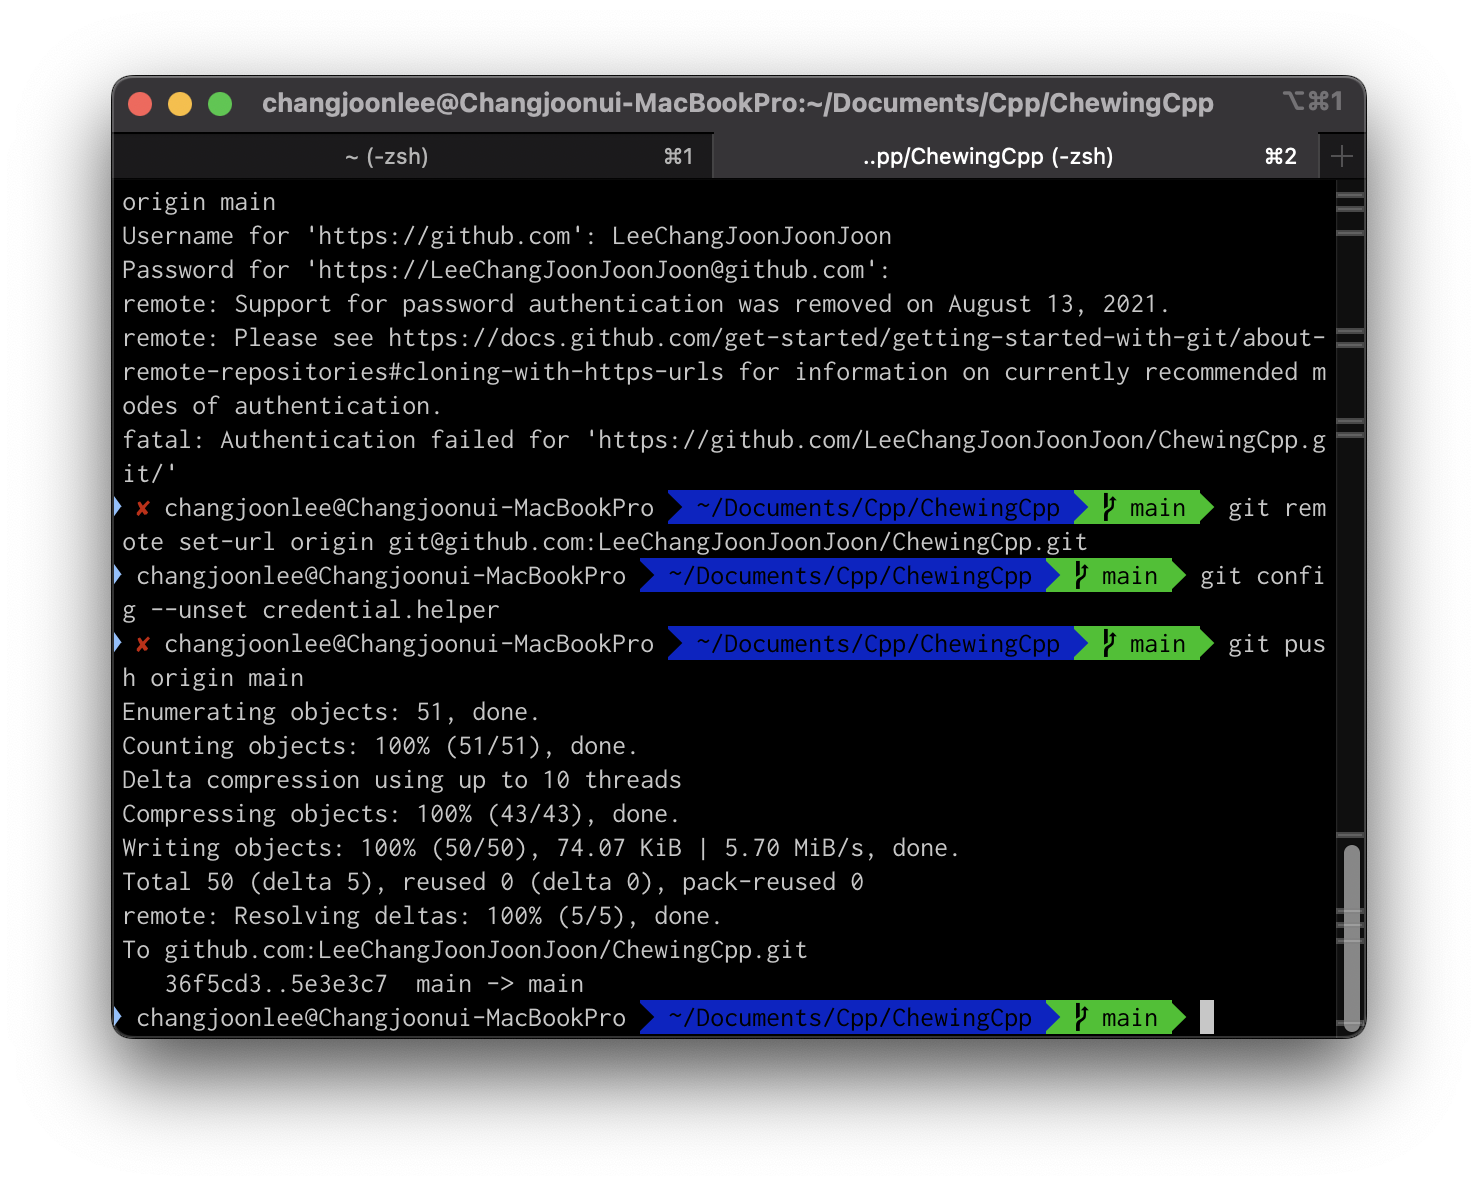 changjoonlee@Changjoonui-MacBookPro:~/Documents/Cpp/ChewingCpp ⌥⌘1
~ (-zsh) ⌘1 ..pp/ChewingCpp (-zsh) ⌘2 +
origin main
Username for 'https://github.com': LeeChangJoonJoonJoon
Password for 'https://LeeChangJoonJoonJoon@github.com':
remote: Support for password authentication was removed on August 13, 2021.
remote: Please see https://docs.github.com/get-started/getting-started-with-git/about-
remote-repositories#cloning-with-https-urls for information on currently recommended m
odes of authentication.
fatal: Authentication failed for 'https://github.com/LeeChangJoonJoonJoon/ChewingCpp.g
it/'
✘ changjoonlee@Changjoonui-MacBookPro ~/Documents/Cpp/ChewingCpp main git rem
ote set-url origin git@github.com:LeeChangJoonJoonJoon/ChewingCpp.git
changjoonlee@Changjoonui-MacBookPro ~/Documents/Cpp/ChewingCpp main git confi
g --unset credential.helper
✘ changjoonlee@Changjoonui-MacBookPro ~/Documents/Cpp/ChewingCpp main git pus
h origin main
Enumerating objects: 51, done.
Counting objects: 100% (51/51), done.
Delta compression using up to 10 threads
Compressing objects: 100% (43/43), done.
Writing objects: 100% (50/50), 74.07 KiB | 5.70 MiB/s, done.
Total 50 (delta 5), reused 0 (delta 0), pack-reused 0
remote: Resolving deltas: 100% (5/5), done.
To github.com:LeeChangJoonJoonJoon/ChewingCpp.git
   36f5cd3..5e3e3c7  main -> main
changjoonlee@Changjoonui-MacBookPro ~/Documents/Cpp/ChewingCpp main